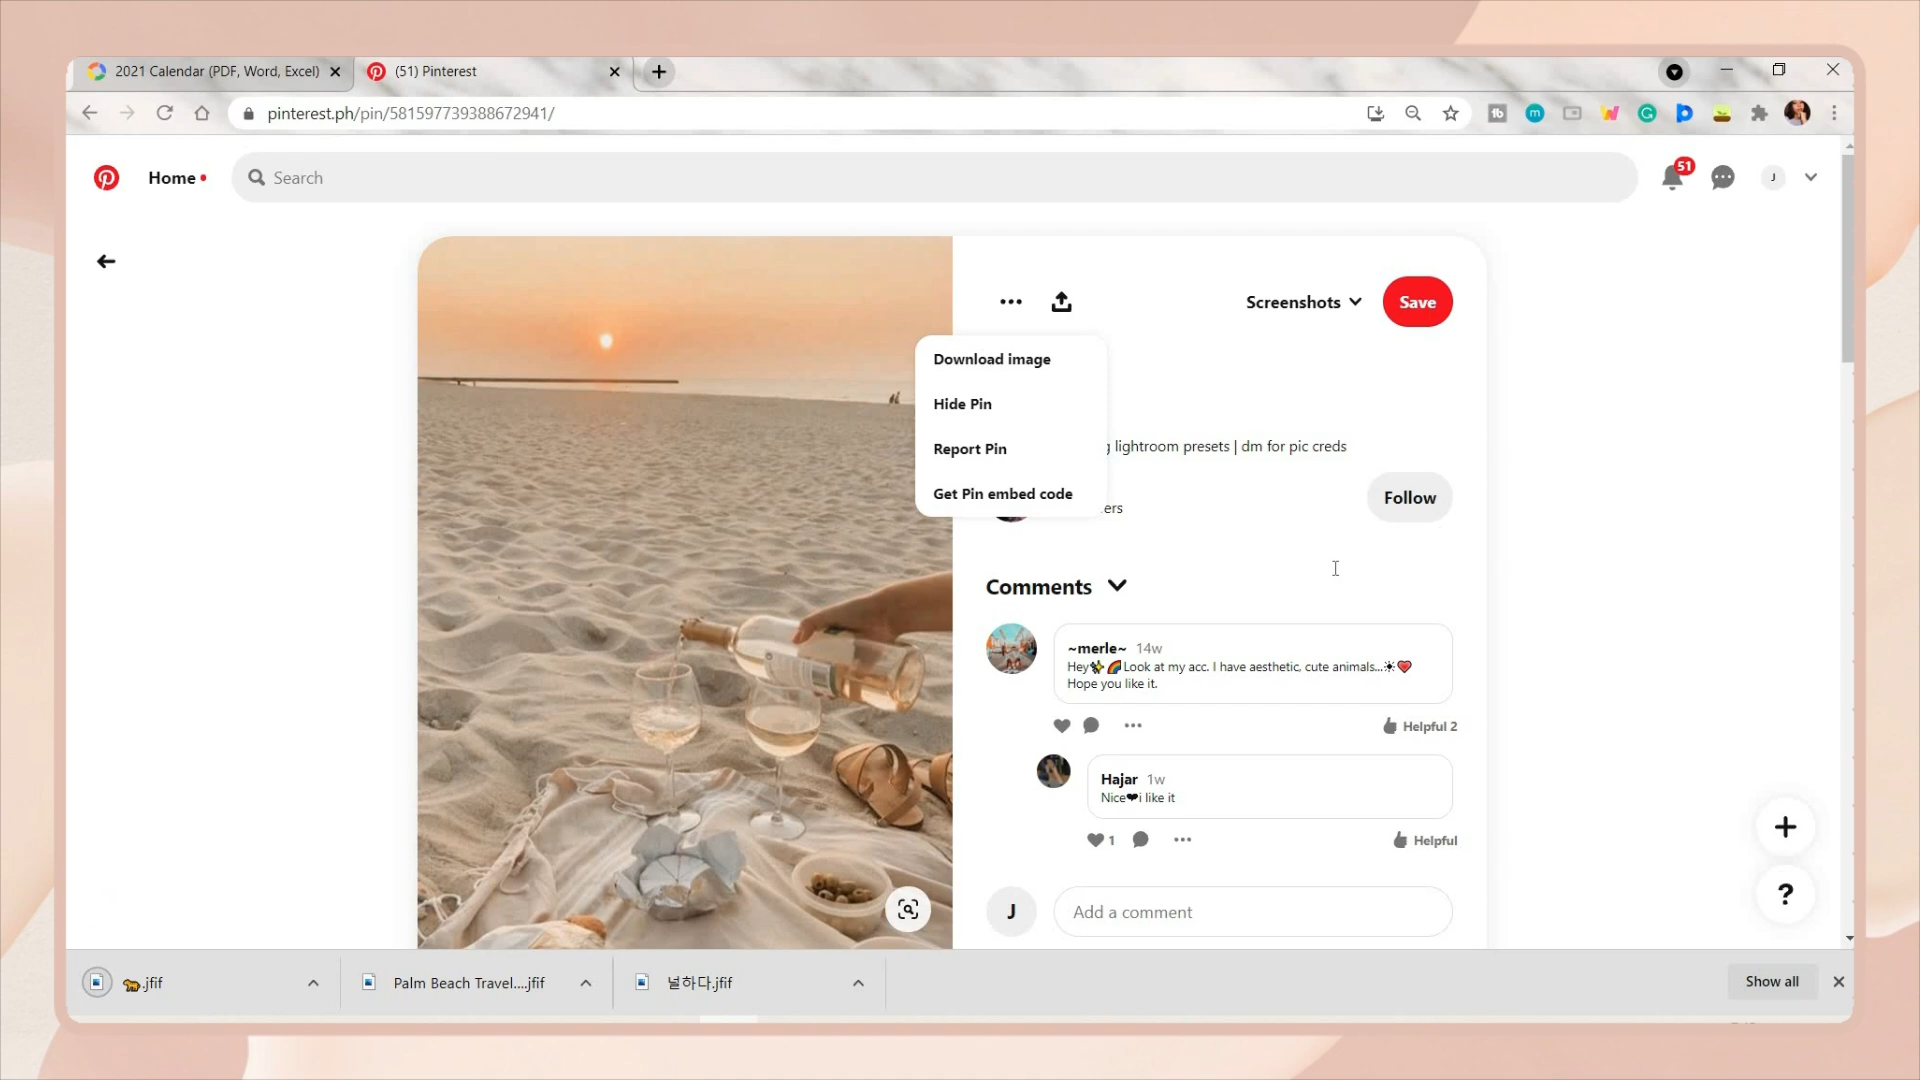 2021 Calendar (PDF, Word, Excel)
(51) Pinterest
pinterest.ph/pin/581597739388672941/
Home
Search
51
J
Screenshots
Save
Download image
Hide Pin
Report Pin
Get Pin embed code
lightroom presets | dm for pic creds
ers
Follow
Comments
~merle~ 14w
Hey✨🌈Look at my acc. I have aesthetic, cute animals...☀❤
Hope you like it.
Helpful 2
Hajar 1w
Nice❤i like it
1
Helpful
J
Add a comment
?
🐅.jfif
Palm Beach Travel....jfif
널하다.jfif
Show all